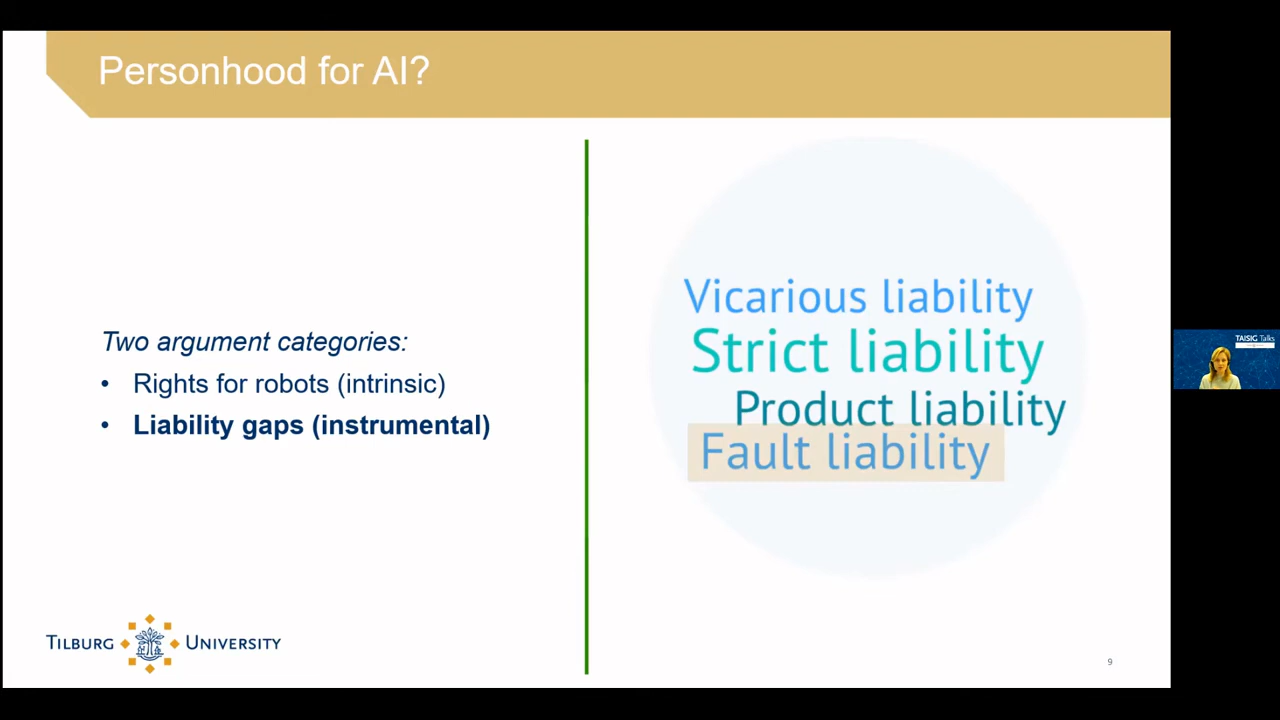 Personhood for AI?
Two argument categories:
• Rights for robots (intrinsic)
• Liability gaps (instrumental)
Vicarious liability
Strict liability
Product liability
Fault liability
TILBURG UNIVERSITY
9
TAISIG Talks